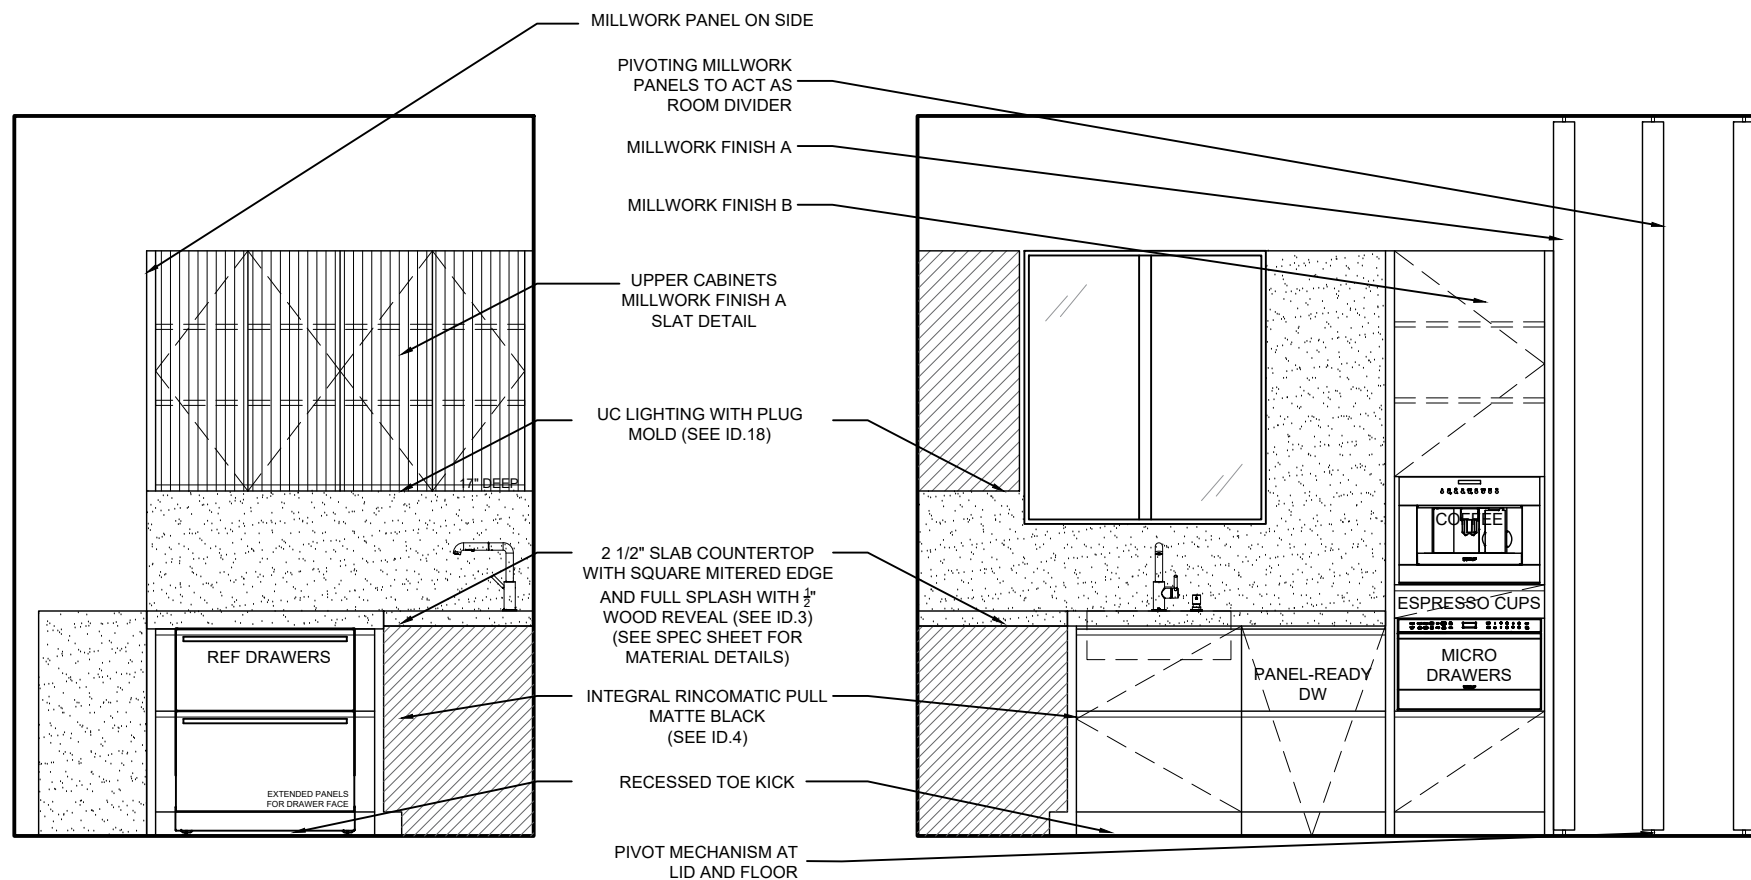 MILLWORK PANEL ON SIDE
PIVOTING MILLWORK
PANELS TO ACT AS
ROOM DIVIDER
MILLWORK FINISH A
MILLWORK FINISH B
UPPER CABINETS
MILLWORK FINISH A
SLAT DETAIL
UC LIGHTING WITH PLUG
MOLD (SEE ID.18)
17" DEEP
2 1/2" SLAB COUNTERTOP
WITH SQUARE MITERED EDGE
AND FULL SPLASH WITH ½"
WOOD REVEAL (SEE ID.3)
(SEE SPEC SHEET FOR
MATERIAL DETAILS)
INTEGRAL RINCOMATIC PULL
MATTE BLACK
(SEE ID.4)
RECESSED TOE KICK
PIVOT MECHANISM AT
LID AND FLOOR
REF DRAWERS
EXTENDED PANELS
FOR DRAWER FACE
COFFEE
ESPRESSO CUPS
MICRO
DRAWERS
PANEL-READY
DW